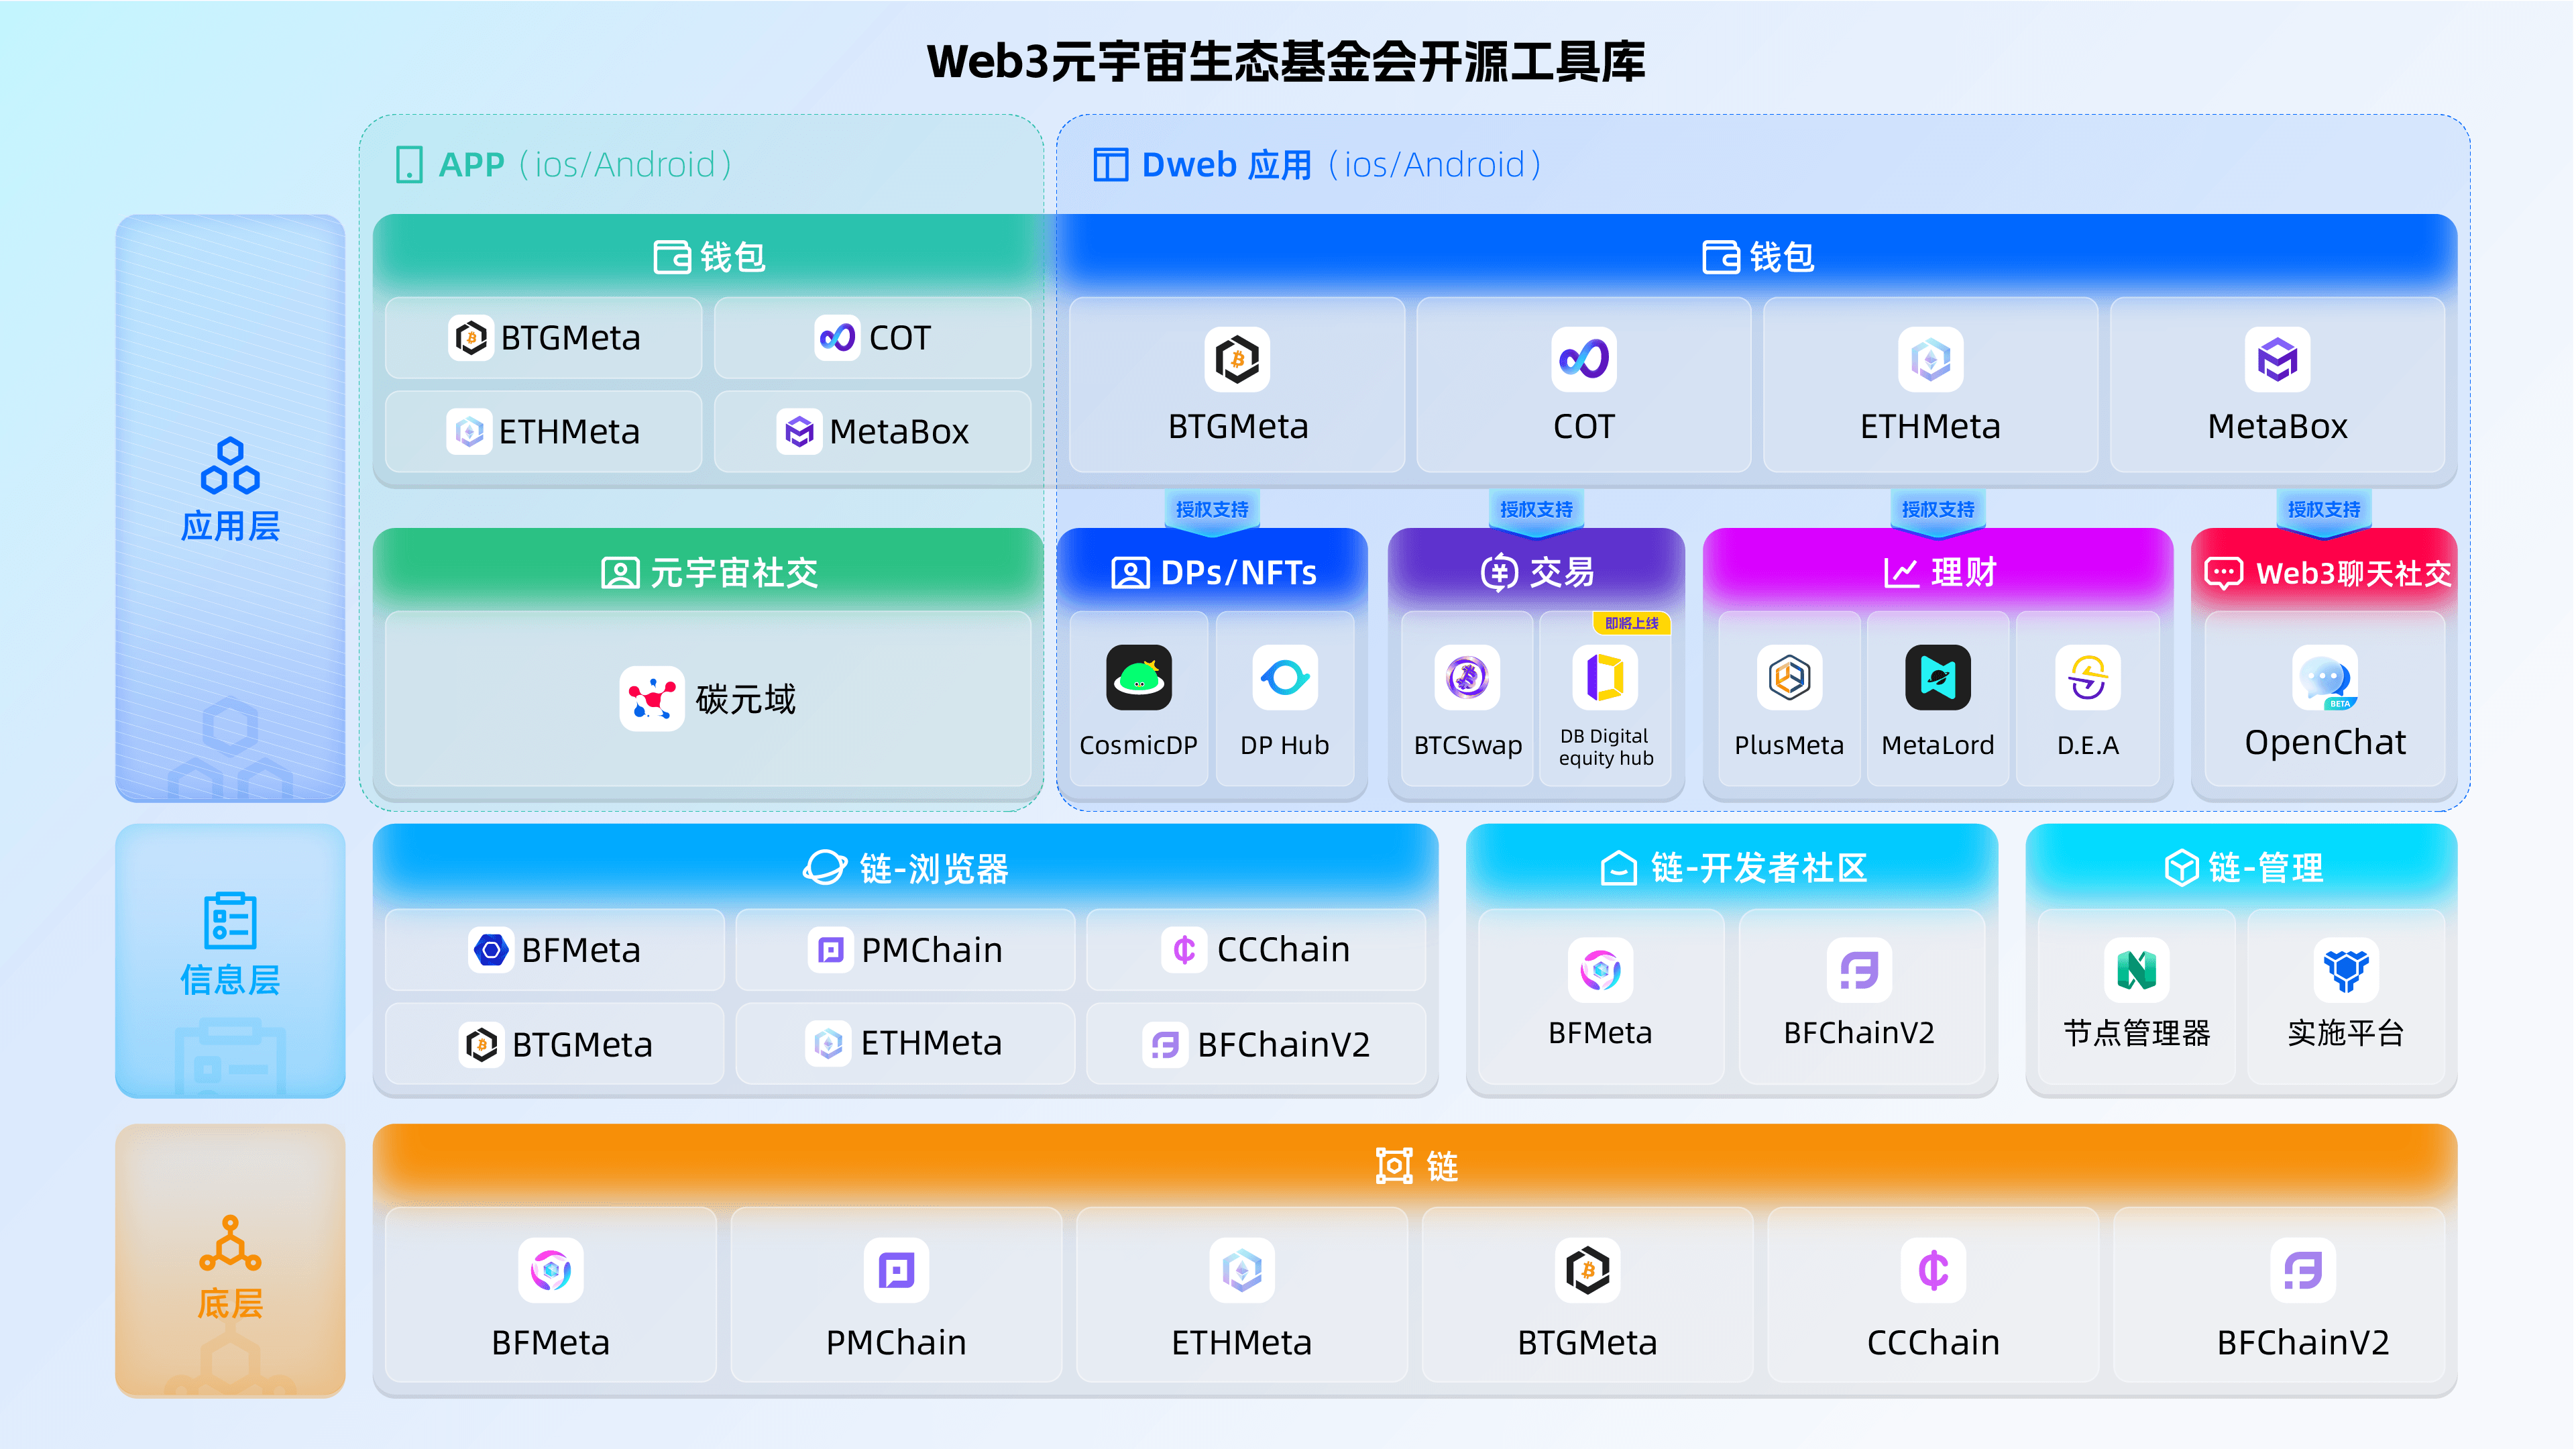 Web3元宇宙生态基金会开源工具库
APP（ios/Android）
Dweb 应用（ios/Android）
应用层
钱包
BTGMeta
COT
ETHMeta
MetaBox
钱包
BTGMeta
COT
ETHMeta
MetaBox
授权支持
授权支持
授权支持
授权支持
元宇宙社交
碳元域
DPs/NFTs
CosmicDP
DP Hub
交易
BTCSwap
即將上线
DB Digital
equity hub
理财
PlusMeta
MetaLord
D.E.A
Web3聊天社交
BETA
OpenChat
信息层
链-浏览器
BFMeta
PMChain
CCChain
BTGMeta
ETHMeta
BFChainV2
链-开发者社区
BFMeta
BFChainV2
链-管理
节点管理器
实施平台
底层
链
BFMeta
PMChain
ETHMeta
BTGMeta
CCChain
BFChainV2